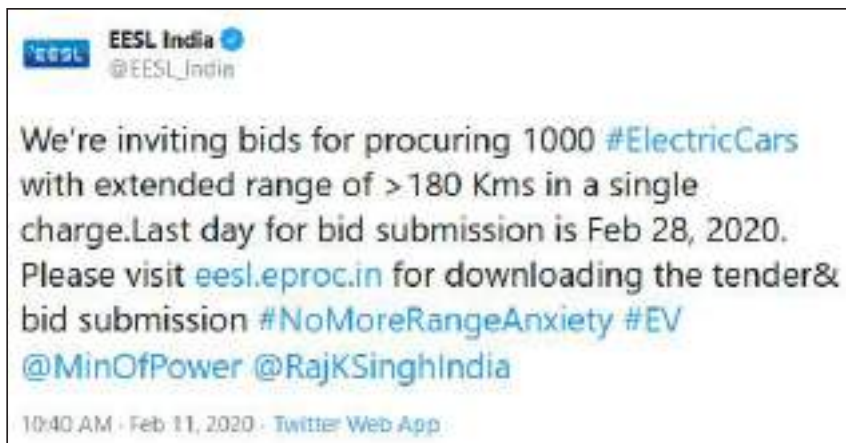 EESL
EESL India
@EESL_India
We're inviting bids for procuring 1000 #ElectricCars
with extended range of >180 Kms in a single
charge.Last day for bid submission is Feb 28, 2020.
Please visit eesl.eproc.in for downloading the tender&
bid submission #NoMoreRangeAnxiety #EV
@MinOfPower @RajKSinghIndia
10:40 AM · Feb 11, 2020 · Twitter Web App